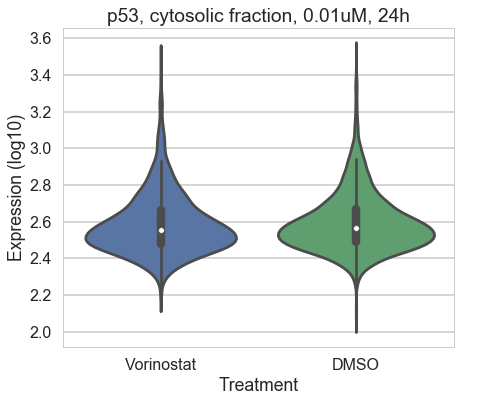 p53, cytosolic fraction, 0.01uM, 24h
Expression (log10)
3.6
3.4
3.2
3.0
2.8
2.6
2.4
2.2
2.0
Vorinostat DMSO
Treatment